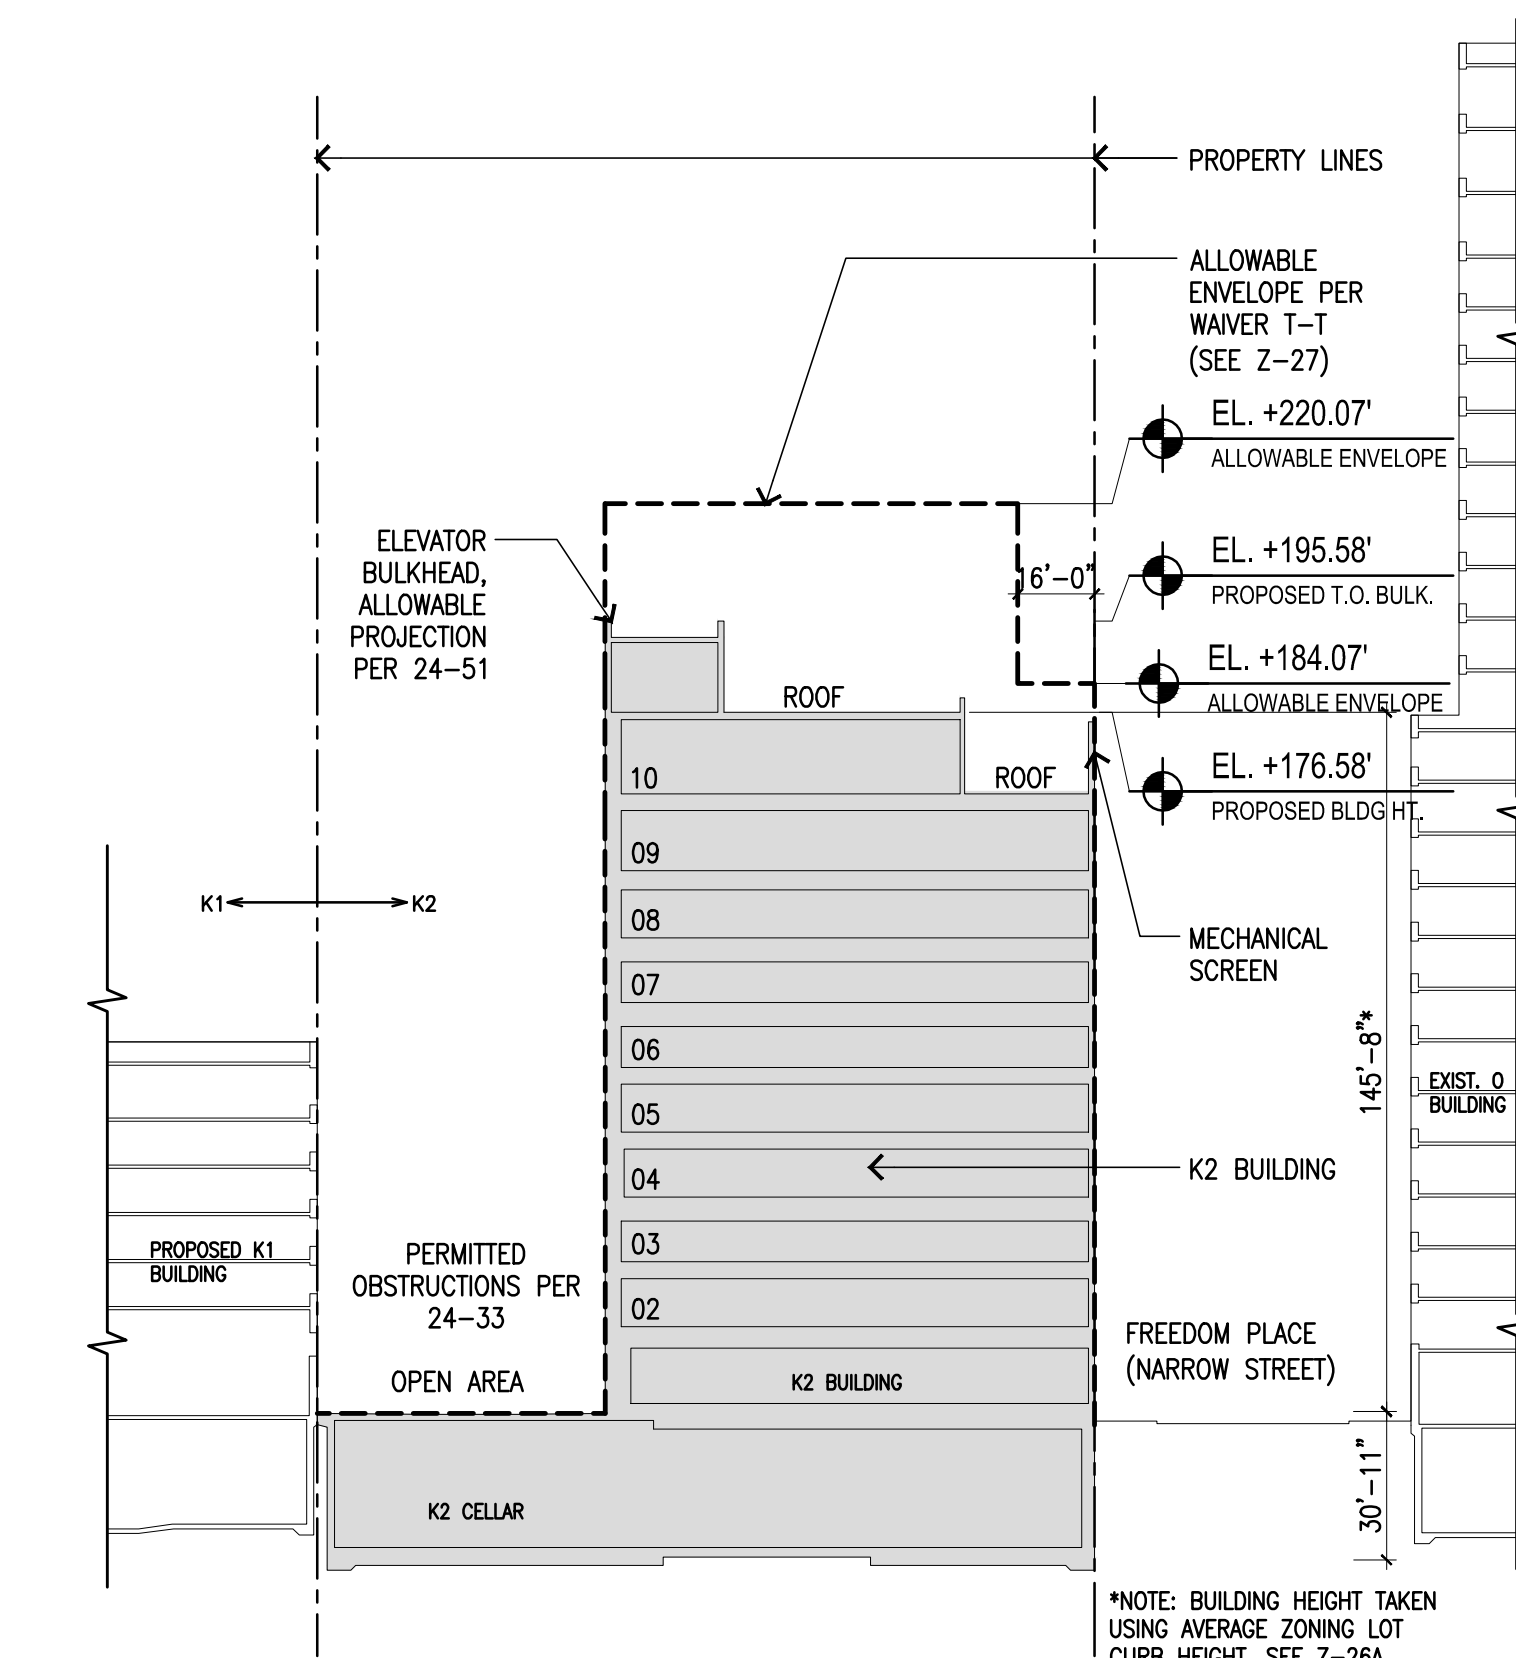 PROPERTY LINES
ALLOWABLE
ENVELOPE PER
WAIVER T-T
(SEE Z-27)
EL. +220.07'
ALLOWABLE ENVELOPE
ELEVATOR
BULKHEAD,
ALLOWABLE
PROJECTION
PER 24-51
EL. +195.58'
PROPOSED T.O. BULK.
16'-0"
EL. +184.07'
ALLOWABLE ENVELOPE
ROOF
EL. +176.58'
PROPOSED BLDG HT.
ROOF
10
09
K1
K2
08
MECHANICAL
SCREEN
07
06
145'-8"*
EXIST. O
BUILDING
05
04
K2 BUILDING
03
PROPOSED K1
BUILDING
PERMITTED
OBSTRUCTIONS PER
24-33
02
FREEDOM PLACE
(NARROW STREET)
OPEN AREA
K2 BUILDING
K2 CELLAR
30'-11"
*NOTE: BUILDING HEIGHT TAKEN
USING AVERAGE ZONING LOT
CURB HEIGHT. SEE Z-26A